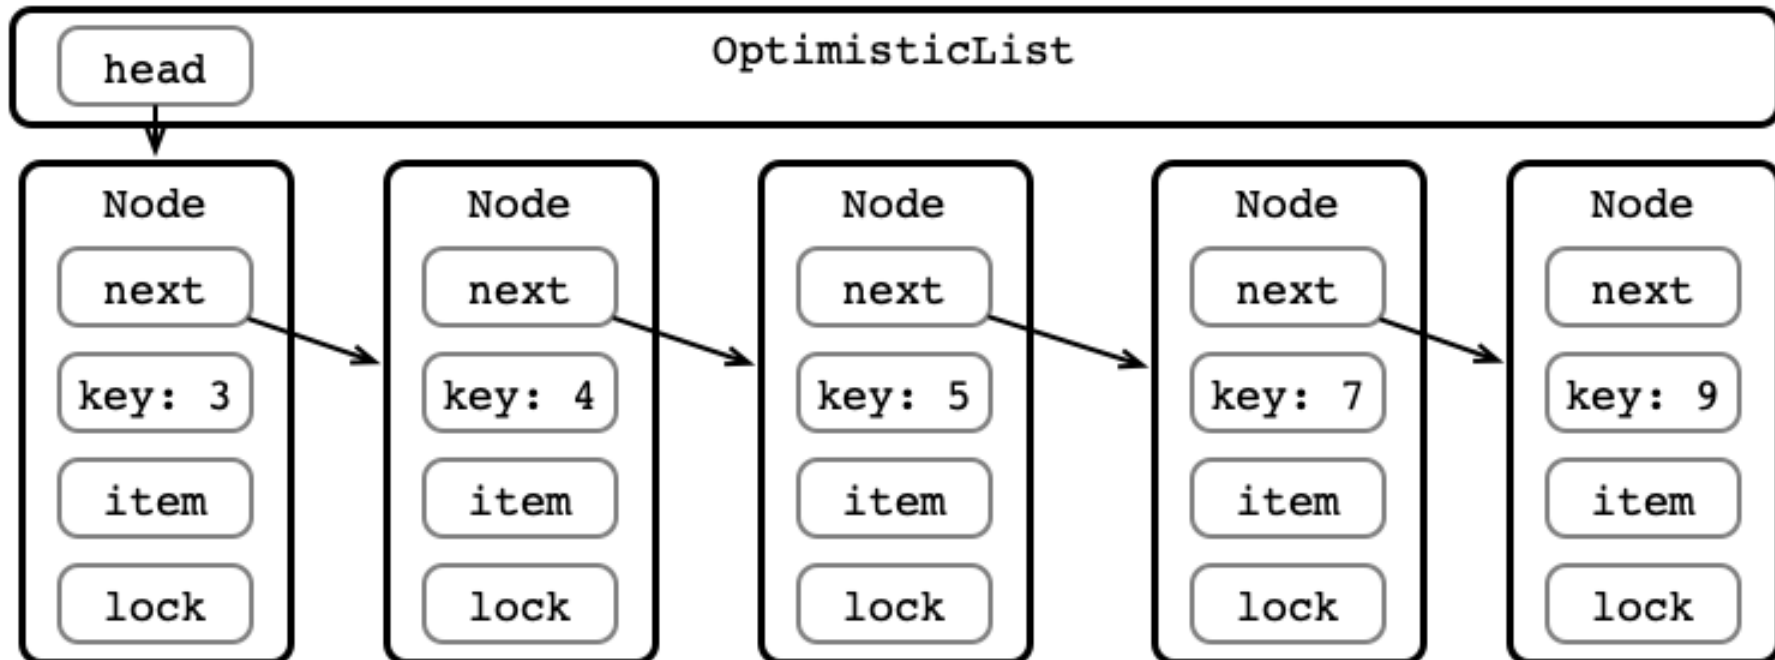 OptimisticList
head
Node
next
key: 3
item
lock
Node
next
key: 4
item
lock
Node
next
key: 5
item
lock
Node
next
key: 7
item
lock
Node
next
key: 9
item
lock